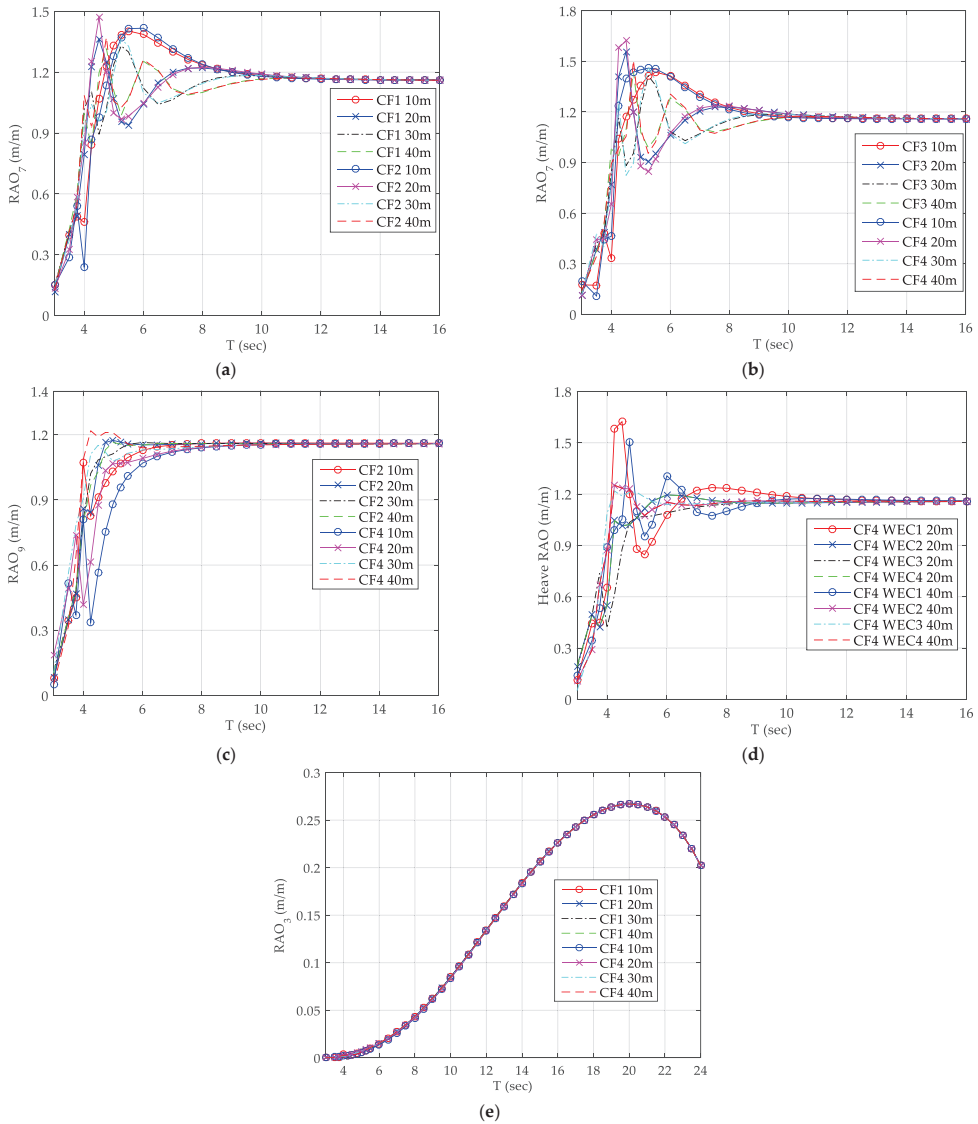 1.5
1.2
0.9
0.6
0.3
0
RAO7 (m/m)
4 6 8 10 12 14 16
T (sec)
CF1 10m
CF1 20m
CF1 30m
CF1 40m
CF2 10m
CF2 20m
CF2 30m
CF2 40m
(a)
1.8
1.5
1.2
0.9
0.6
0.3
0
RAO7 (m/m)
4 6 8 10 12 14 16
T (sec)
CF3 10m
CF3 20m
CF3 30m
CF3 40m
CF4 10m
CF4 20m
CF4 30m
CF4 40m
(b)
1.4
1.2
0.9
0.6
0.3
0
RAO9 (m/m)
4 6 8 10 12 14 16
T (sec)
CF2 10m
CF2 20m
CF2 30m
CF2 40m
CF4 10m
CF4 20m
CF4 30m
CF4 40m
(c)
1.8
1.5
1.2
0.9
0.6
0.3
0
Heave RAO (m/m)
4 6 8 10 12 14 16
T (sec)
CF4 WEC1 20m
CF4 WEC2 20m
CF4 WEC3 20m
CF4 WEC4 20m
CF4 WEC1 40m
CF4 WEC2 40m
CF4 WEC3 40m
CF4 WEC4 40m
(d)
0.3
0.25
0.2
0.15
0.1
0.05
0
RAO3 (m/m)
4 6 8 10 12 14 16 18 20 22 24
T (sec)
CF1 10m
CF1 20m
CF1 30m
CF1 40m
CF4 10m
CF4 20m
CF4 30m
CF4 40m
(e)